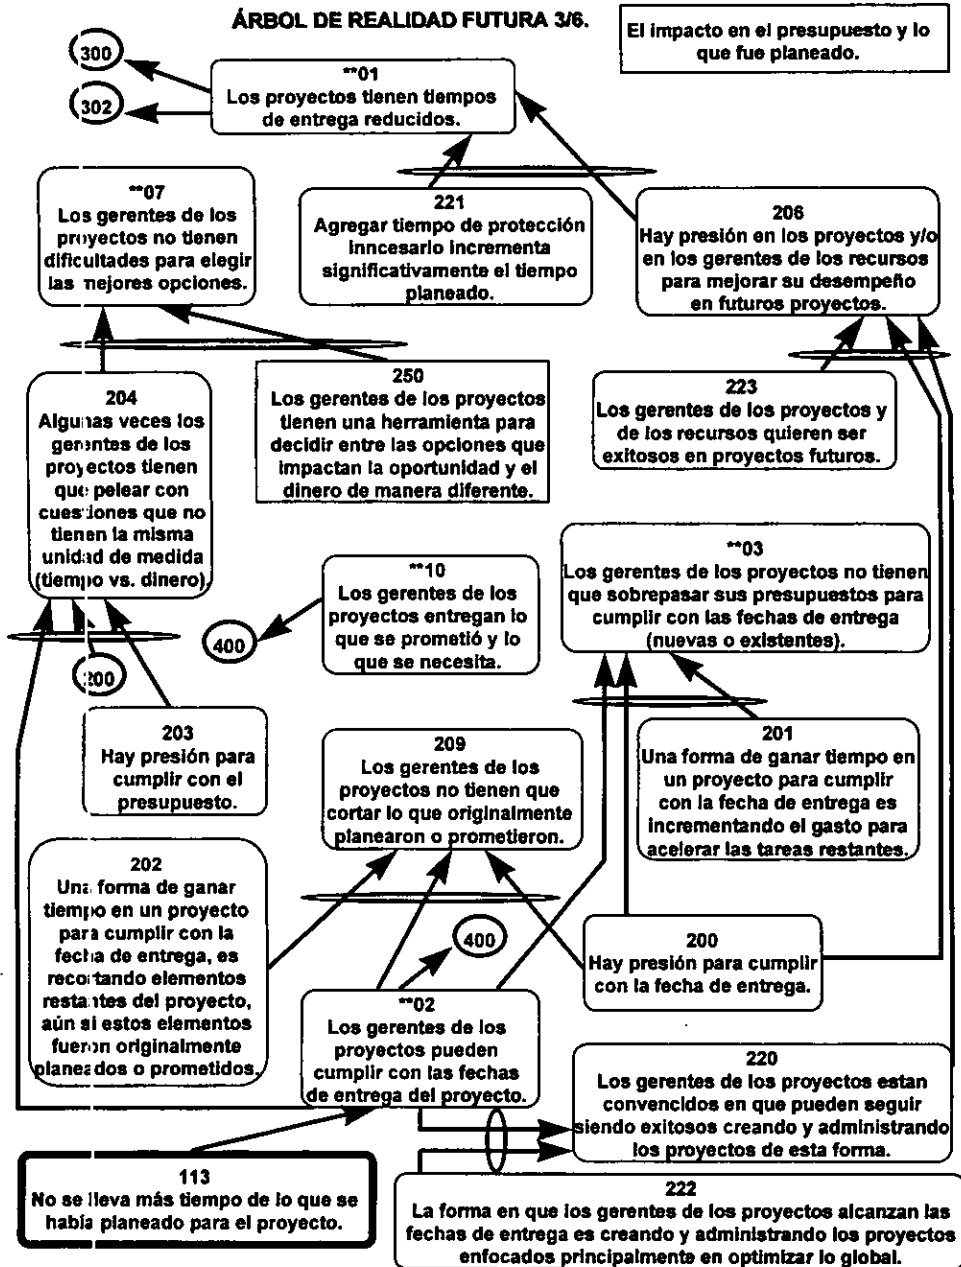 ÁRBOL DE REALIDAD FUTURA 3/6.
El impacto en el presupuesto y lo
que fue planeado.
300
302
**01
Los proyectos tienen tiempos
de entrega reducidos.
**07
Los gerentes de los
proyectos no tienen
dificultades para elegir
las mejores opciones.
221
Agregar tiempo de protección
inncesario incrementa
significativamente el tiempo
planeado.
206
Hay presión en los proyectos y/o
en los gerentes de los recursos
para mejorar su desempeño
en futuros proyectos.
204
Algunas veces los
gerentes de los
proyectos tienen
que pelear con
cuestiones que no
tienen la misma
unidad de medida
(tiempo vs. dinero).
250
Los gerentes de los proyectos
tienen una herramienta para
decidir entre las opciones que
impactan la oportunidad y el
dinero de manera diferente.
223
Los gerentes de los proyectos y
de los recursos quieren ser
exitosos en proyectos futuros.
**10
Los gerentes de los
proyectos entregan lo
que se prometió y lo
que se necesita.
**03
Los gerentes de los proyectos no tienen
que sobrepasar sus presupuestos para
cumplir con las fechas de entrega
(nuevas o existentes).
400
200
203
Hay presión para
cumplir con el
presupuesto.
209
Los gerentes de los
proyectos no tienen que
cortar lo que originalmente
planearon o prometieron.
201
Una forma de ganar tiempo en
un proyecto para cumplir
con la fecha de entrega es
incrementando el gasto para
acelerar las tareas restantes.
202
Una forma de ganar
tiempo en un proyecto
para cumplir con la
fecha de entrega, es
recortando elementos
restantes del proyecto,
aún si estos elementos
fueron originalmente
planeados o prometidos.
400
200
Hay presión para cumplir
con la fecha de entrega.
**02
Los gerentes de los
proyectos pueden
cumplir con las fechas
de entrega del proyecto.
220
Los gerentes de los proyectos estan
convencidos en que pueden seguir
siendo exitosos creando y administrando
los proyectos de esta forma.
113
No se lleva más tiempo de lo que se
había planeado para el proyecto.
222
La forma en que los gerentes de los proyectos alcanzan las
fechas de entrega es creando y administrando los proyectos
enfocados principalmente en optimizar lo global.